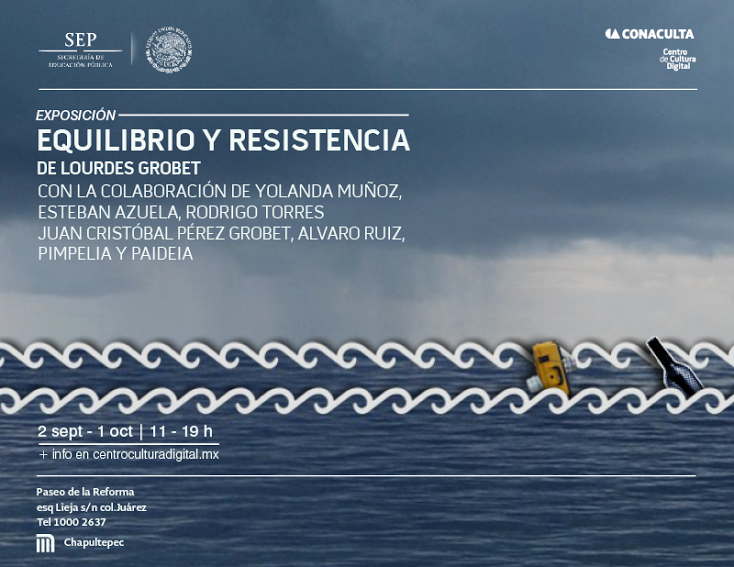 SEP
SECRETARÍA DE
EDUCACIÓN PÚBLICA
CONACULTA
Centro
de Cultura
Digital
EXPOSICIÓN
EQUILIBRIO Y RESISTENCIA
DE LOURDES GROBET
CON LA COLABORACIÓN DE YOLANDA MUÑOZ,
ESTEBAN AZUELA, RODRIGO TORRES
JUAN CRISTÓBAL PÉREZ GROBET, ALVARO RUIZ,
PIMPELIA Y PAIDEIA
2 sept - 1 oct | 11 - 19 h
+ info en centroculturadigital.mx
Paseo de la Reforma
esq Lieja s/n col.Juárez
Tel 1000 2637
Chapultepec